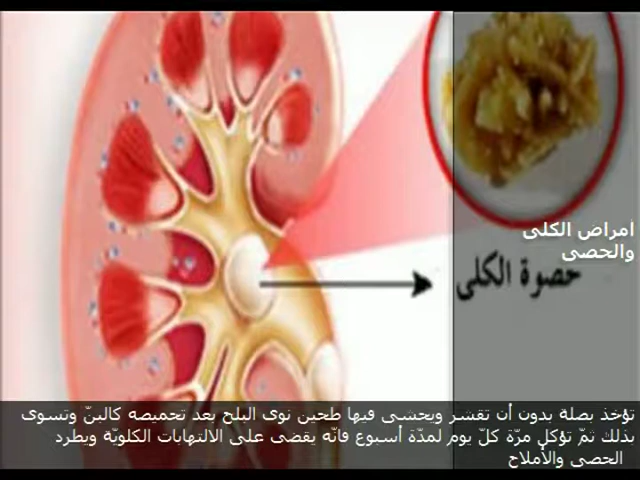 امراض الكلى
والحصى
حصوة الكلى
تؤخذ بصلة بدون أن تقشر ويحشى فيها طحين نوى البلح بعد تحميصه كالبنّ وتسوى
بذلك ثمّ تؤكل مرّة كلّ يوم لمدّة أسبوع فانّه يقضى على الالتهابات الكلويّة ويطرد
الحصى والأملاح